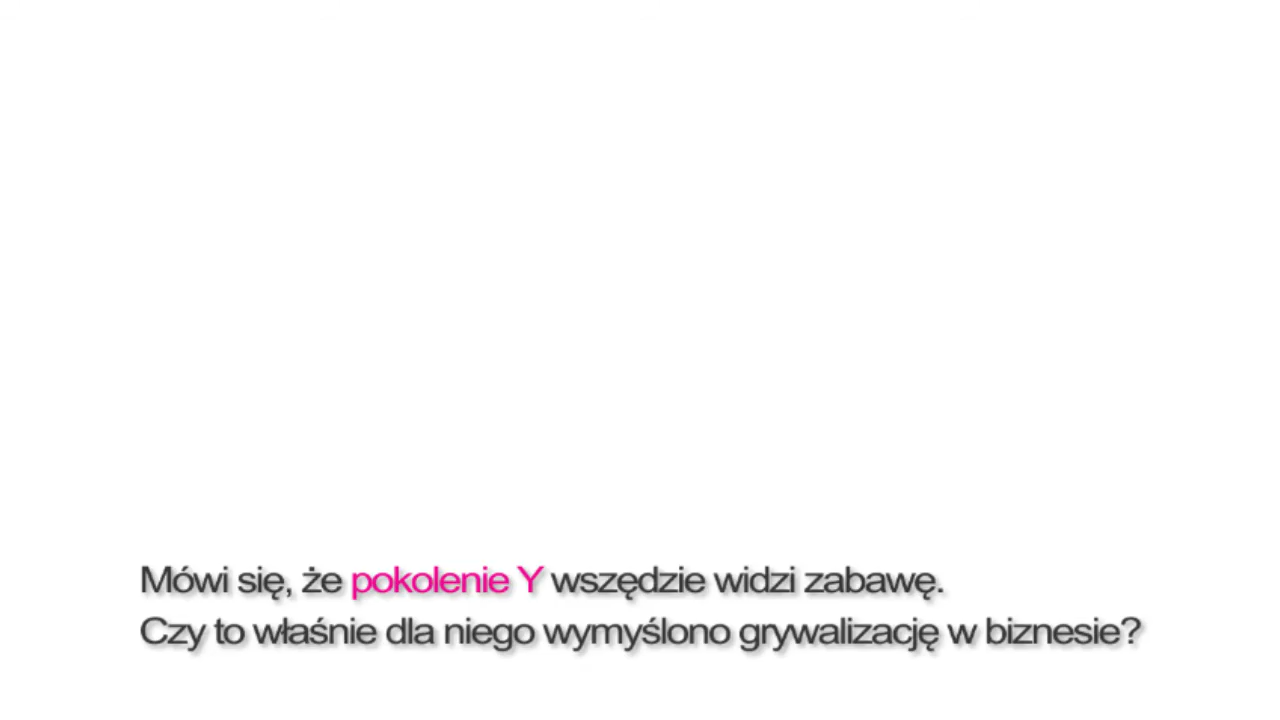 Mówi się, że pokolenie Y wszędzie widzi zabawę.
Czy to właśnie dla niego wymyślono grywalizację w biznesie?